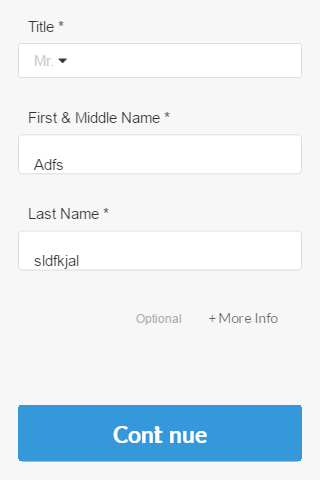 Title *
Mr.
First & Middle Name *
Adfs
Last Name *
sldfkjal
Optional + More Info
Cont nue